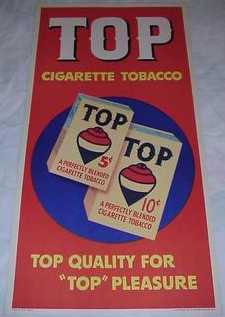 TOP
CIGARETTE TOBACCO
TOP
5¢
A PERFECTLY BLENDED
CIGARETTE TOBACCO
TOP
10¢
A PERFECTLY BLENDED
CIGARETTE TOBACCO
TOP QUALITY FOR
"TOP" PLEASURE